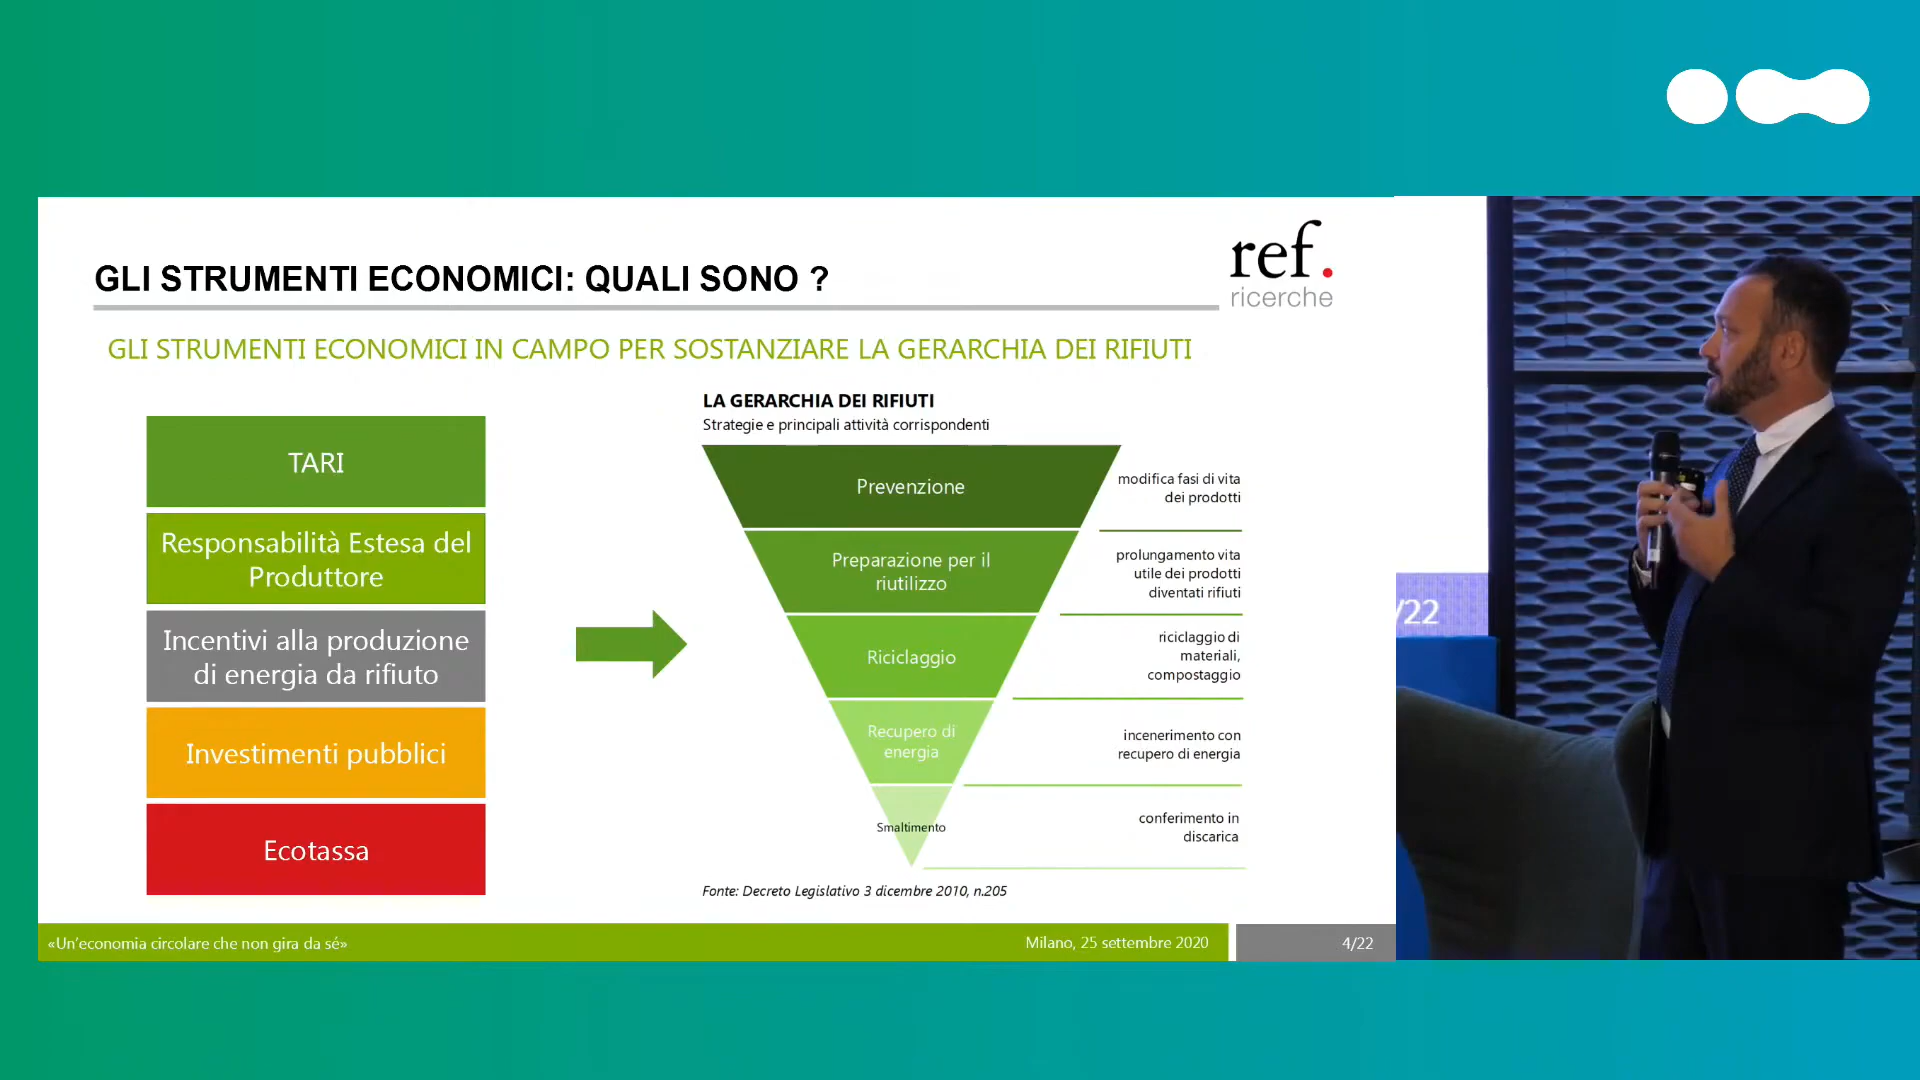 ref.
ricerche
GLI STRUMENTI ECONOMICI: QUALI SONO ?
GLI STRUMENTI ECONOMICI IN CAMPO PER SOSTANZIARE LA GERARCHIA DEI RIFIUTI
TARI
Responsabilità Estesa del
Produttore
Incentivi alla produzione
di energia da rifiuto
Investimenti pubblici
Ecotassa
LA GERARCHIA DEI RIFIUTI
Strategie e principali attività corrispondenti
Prevenzione
modifica fasi di vita
dei prodotti
Preparazione per il
riutilizzo
prolungamento vita
utile dei prodotti
diventati rifiuti
Riciclaggio
riciclaggio di
materiali,
compostaggio
Recupero di
energia
incenerimento con
recupero di energia
Smaltimento
conferimento in
discarica
Fonte: Decreto Legislativo 3 dicembre 2010, n.205
«Un'economia circolare che non gira da sé»
Milano, 25 settembre 2020
4/22
/22